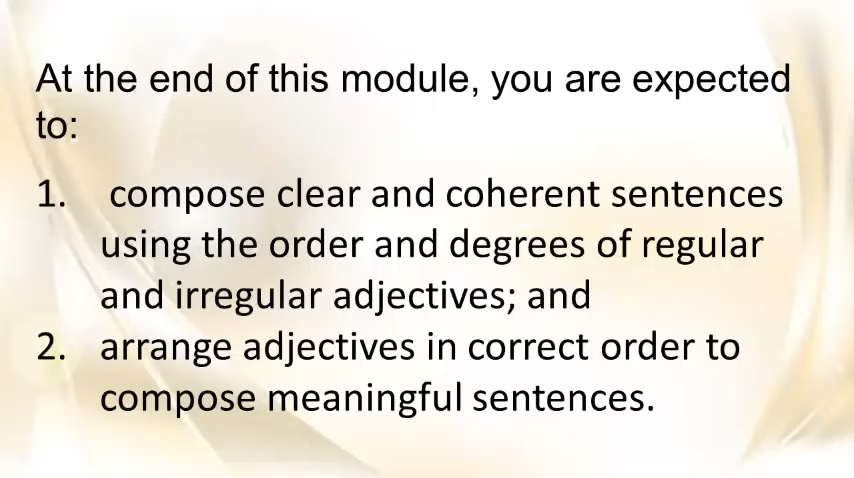 At the end of this module, you are expected
to:
1. compose clear and coherent sentences
using the order and degrees of regular
and irregular adjectives; and
2. arrange adjectives in correct order to
compose meaningful sentences.